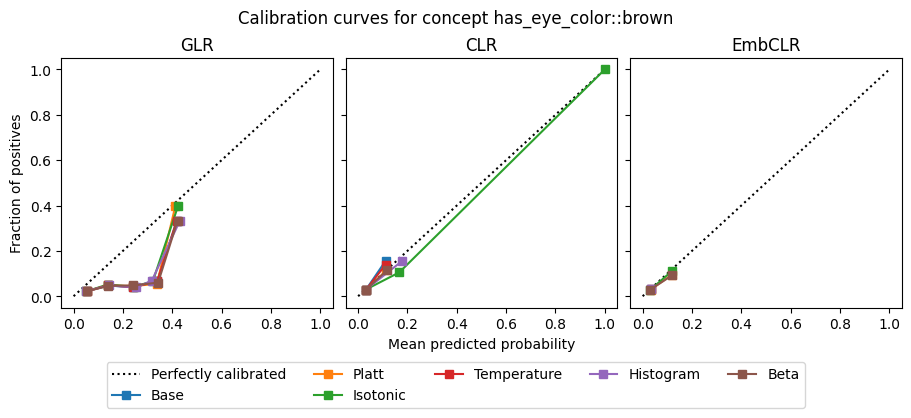 Calibration curves for concept has_eye_color::brown
GLR
CLR
EmbCLR
Fraction of positives
1.0
0.8
0.6
0.4
0.2
0.0
0.0 0.2 0.4 0.6 0.8 1.0
0.0 0.2 0.4 0.6 0.8 1.0
0.0 0.2 0.4 0.6 0.8 1.0
Mean predicted probability
Perfectly calibrated Platt Temperature Histogram Beta
Base Isotonic